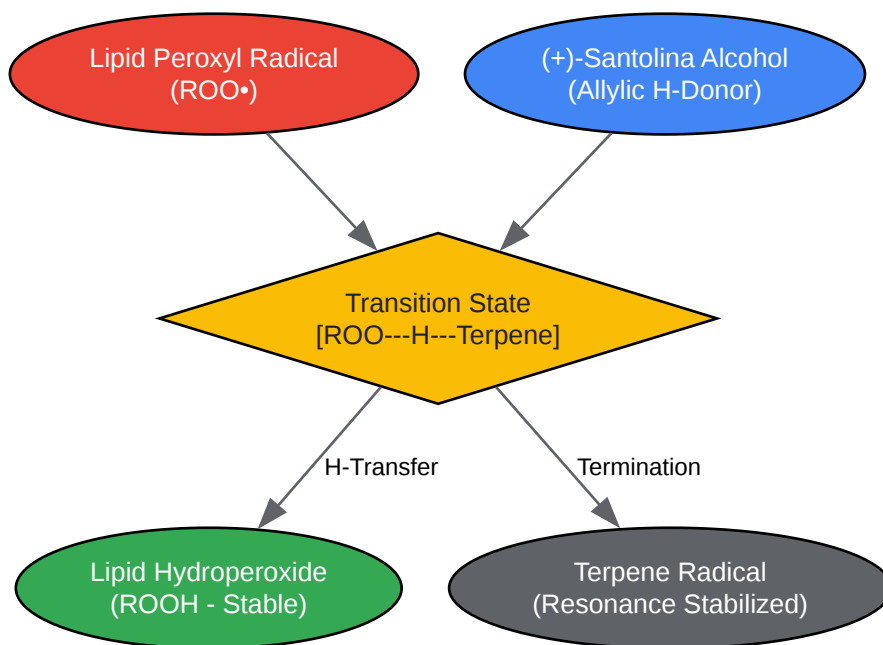 Lipid Peroxyl Radical
(ROO•)
(+)-Santolina Alcohol
(Allylic H-Donor)
Transition State
[ROO---H---Terpene]
H-Transfer
Termination
Lipid Hydroperoxide
(ROOH - Stable)
Terpene Radical
(Resonance Stabilized)